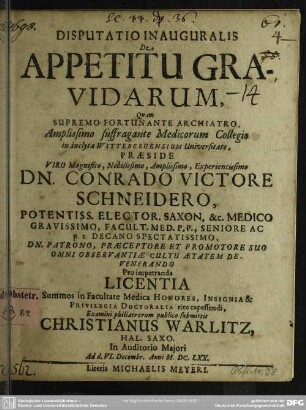 DISPUTATIO INAUGURALIS
De
APPETITU GRA-
VIDARUM,
Quam
SUPREMO FORTUNANTE ARCHIATRO,
Amplissimo suffragante Medicorum Collegio
in inclyta WITTEBERGENSIUM Universitate,
PRÆSIDE
VIRO Magnifico, Nobilissimo, Amplissimo, Experientissimo
DN. CONRADO VICTORE
SCHNEIDERO,
POTENTISS. ELECTOR. SAXON. &c. MEDICO
GRAVISSIMO, FACULT. MED. P.P., SENIORE AC
p. t. DECANO SPECTATISSIMO,
DN. PATRONO, PRÆCEPTORE ET PROMOTORE SUO
OMNI OBSERVANTIÆ CULTU ÆTATEM DE-
VENERANDO
Pro impetranda
LICENTIA
Summos in Facultate Medica HONORES, INSIGNIA &
PRIVILEGIA DOCTORALIA rite capessendi,
Examini philiatrorum publico submittit
CHRISTIANUS WARLITZ,
HAL. SAXO.
In Auditorio Majori
Ad d. VI. Decembr. Anni M. DC. LXX.
Literis MICHAELIS MEYERI.